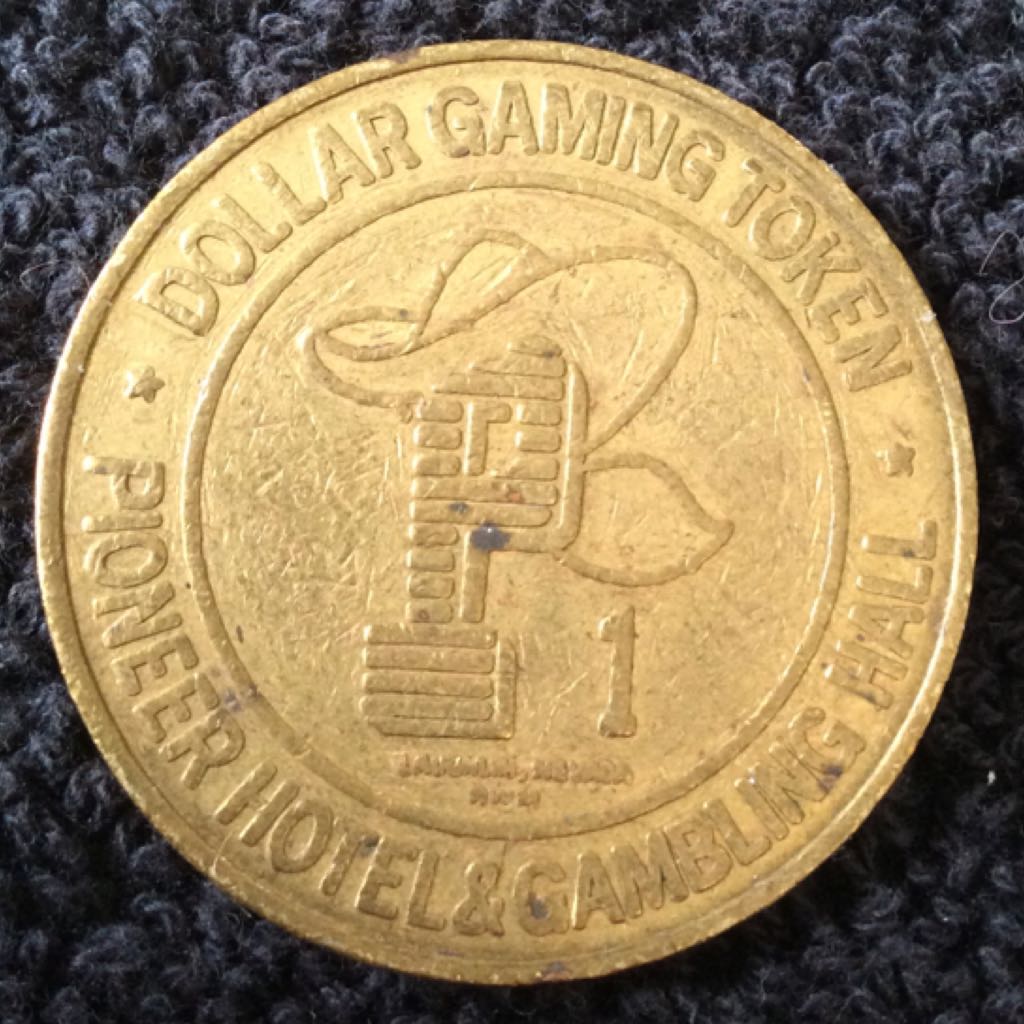 DOLLAR GAMING TOKEN
PIONEER HOTEL & GAMBLING HALL
P
1